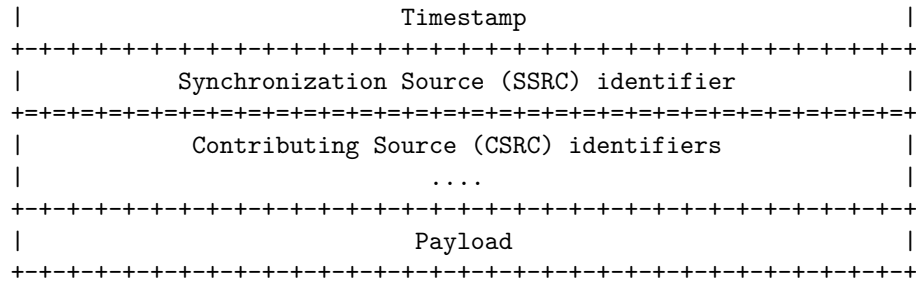 | Timestamp |
+-+-+-+-+-+-+-+-+-+-+-+-+-+-+-+-+-+-+-+-+-+-+-+-+-+-+-+-+-+-+-+-+
| Synchronization Source (SSRC) identifier |
+=+=+=+=+=+=+=+=+=+=+=+=+=+=+=+=+=+=+=+=+=+=+=+=+=+=+=+=+=+=+=+=+
| Contributing Source (CSRC) identifiers |
| .... |
+-+-+-+-+-+-+-+-+-+-+-+-+-+-+-+-+-+-+-+-+-+-+-+-+-+-+-+-+-+-+-+-+
| Payload |
+-+-+-+-+-+-+-+-+-+-+-+-+-+-+-+-+-+-+-+-+-+-+-+-+-+-+-+-+-+-+-+-+